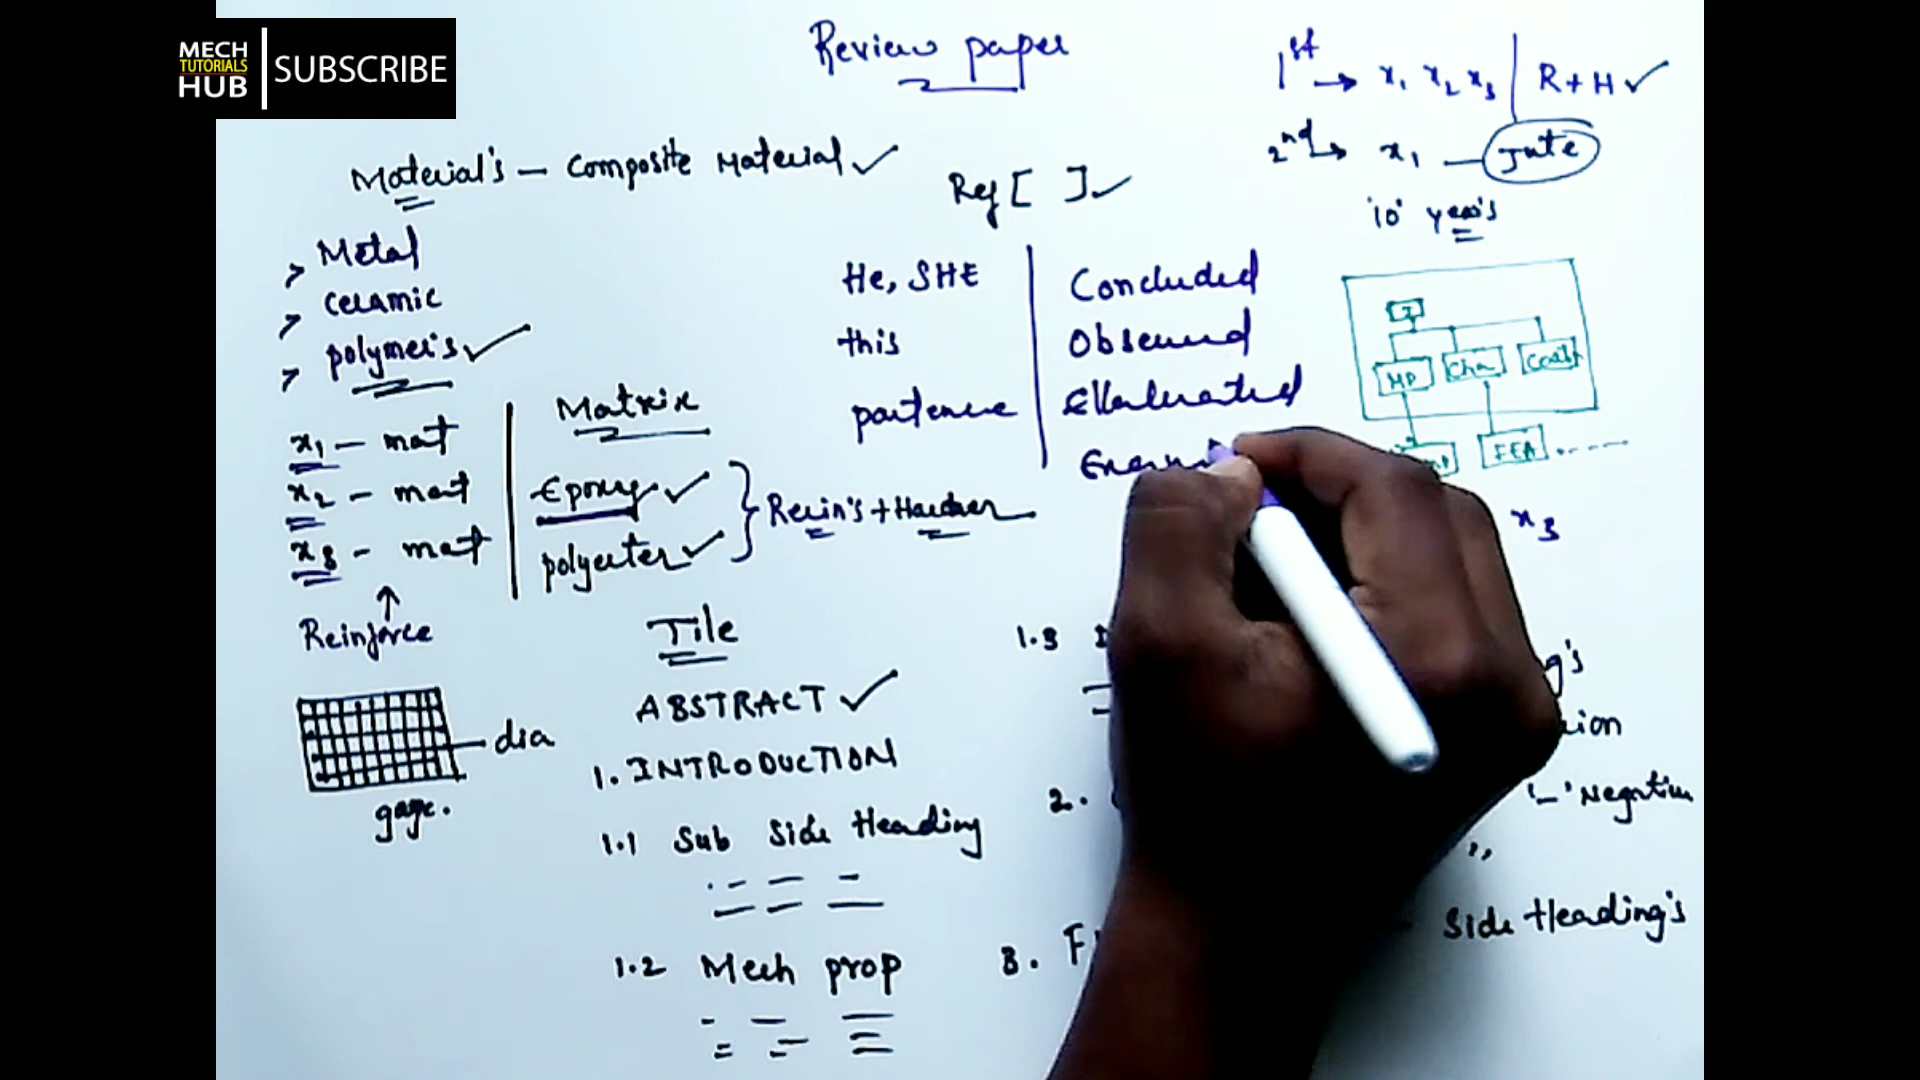 MECH
TUTORIALS
HUB
SUBSCRIBE
Review paper
1st → x1 x2 x3 | R + H ✓
2nd → x1 — Jute
"10" years
Material's — Composite Material ✓
Ref [ ] ✓
> Metal
> Ceramic
> polymer's ✓
x1 — mat
x2 — mat
x3 - mat
↑
Reinforce
Matrix
Epoxy ✓
polyester ✓
Resin's + Hardner
dia
gage.
He, SHE
this
Concluded
Observed
MP
Cha
FEA
x3
Tile
ABSTRACT ✓
1. INTRODUCTION
1.1 Sub Side Heading
1.2 Mech prop
1.3
2.
'-' Negative
,,
3. F
Side Heading's